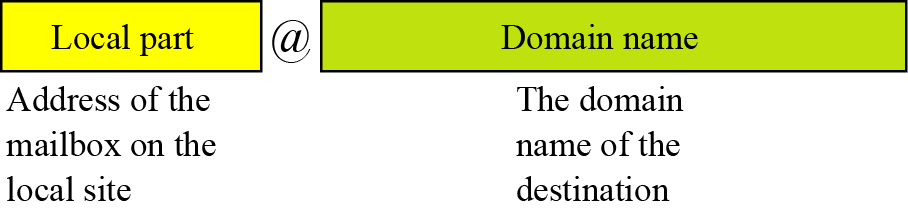 Local part @ Domain name
Address of the
mailbox on the
local site
The domain
name of the
destination